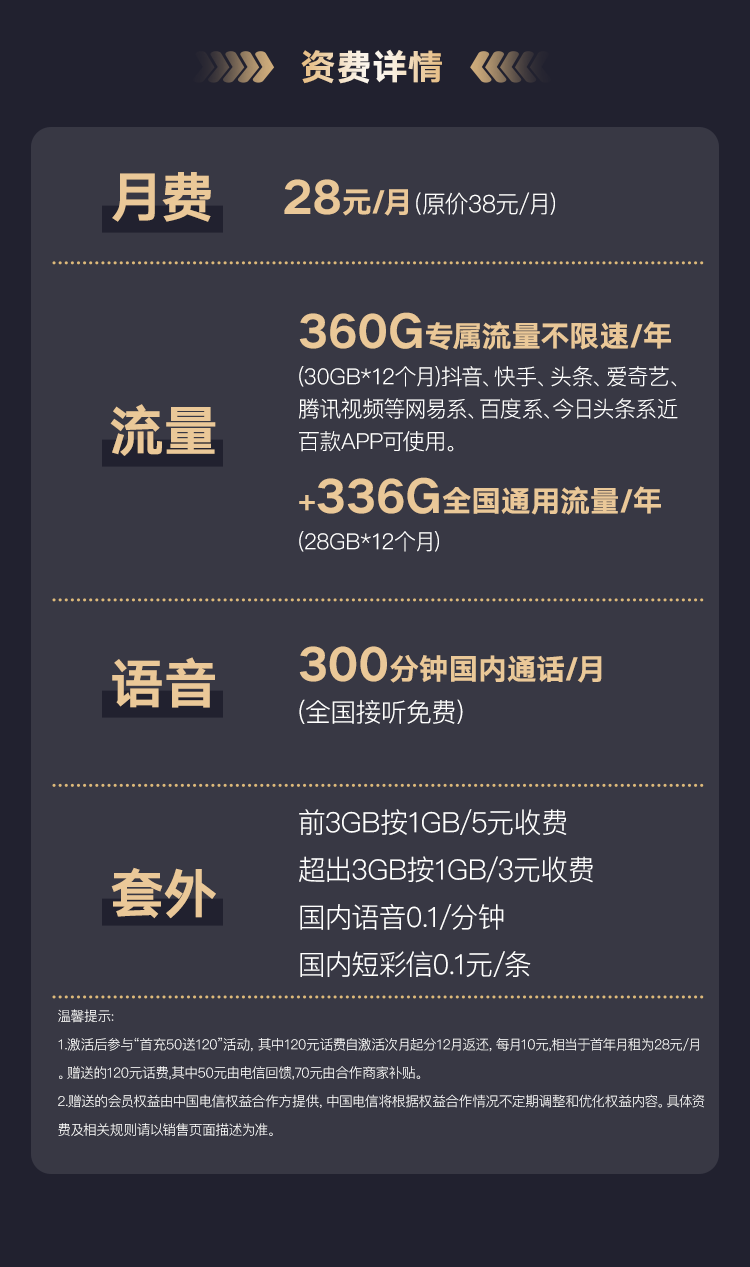 资费详情
月费
28元/月(原价38元/月)
360G专属流量不限速/年
(30GB*12个月)抖音、快手、头条、爱奇艺、
腾讯视频等网易系、百度系、今日头条系近
百款APP可使用。
流量
+336G全国通用流量/年
(28GB*12个月)
语音
300分钟国内通话/月
(全国接听免费)
套外
前3GB按1GB/5元收费
超出3GB按1GB/3元收费
国内语音0.1/分钟
国内短彩信0.1元/条
温馨提示:
1.激活后参与“首充50送120”活动, 其中120元话费自激活次月起分12月返还, 每月10元,相当于首年月租为28元/月
。赠送的120元话费,其中50元由电信回馈,70元由合作商家补贴。
2.赠送的会员权益由中国电信权益合作方提供, 中国电信将根据权益合作情况不定期调整和优化权益内容。具体资
费及相关规则请以销售页面描述为准。